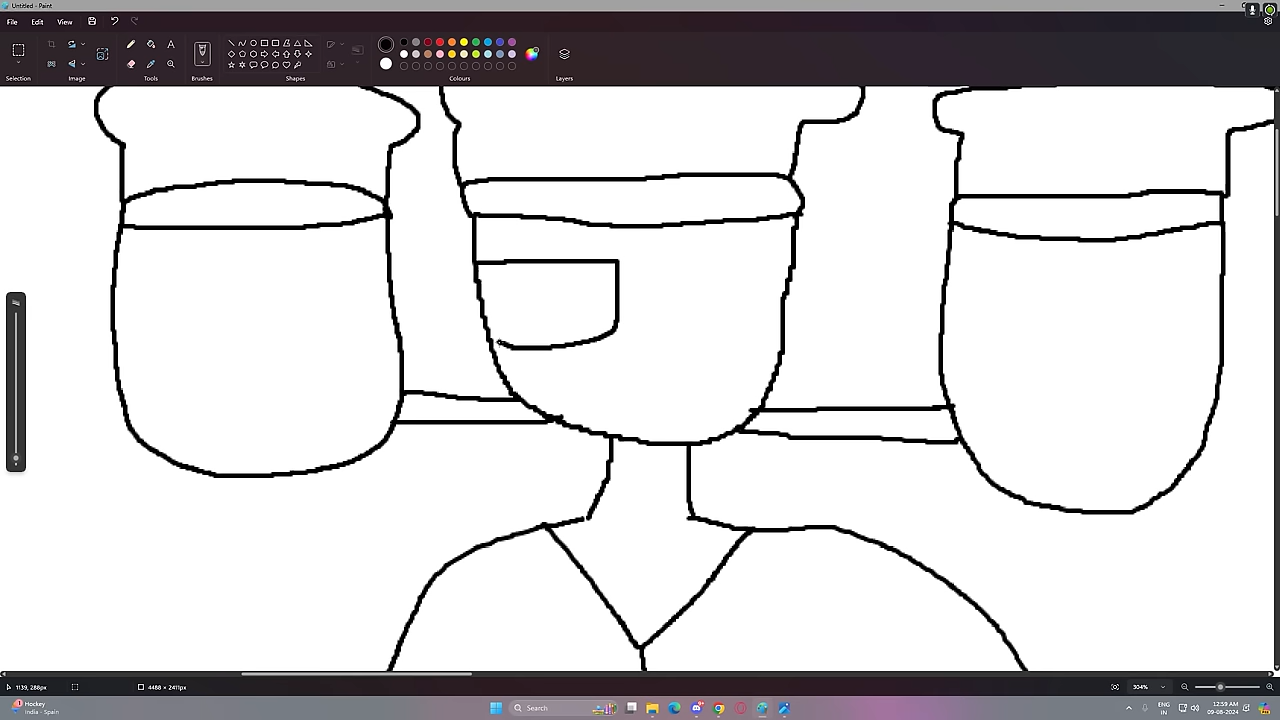 Untitled - Paint
File Edit View
Selection Image Tools Brushes Shapes Colours Layers
1139, 288px 4488 × 2411px 304%
Hockey
India - Spain
Search
ENG
IN
12:59 AM
09-08-2024